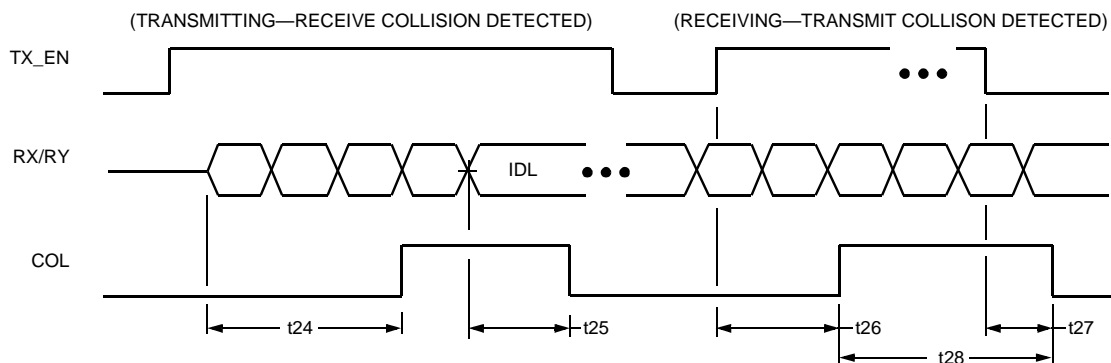 (TRANSMITTING—RECEIVE COLLISION DETECTED) (RECEIVING—TRANSMIT COLLISON DETECTED)
TX_EN
RX/RY IDL
COL
t24 t25 t26 t27
t28